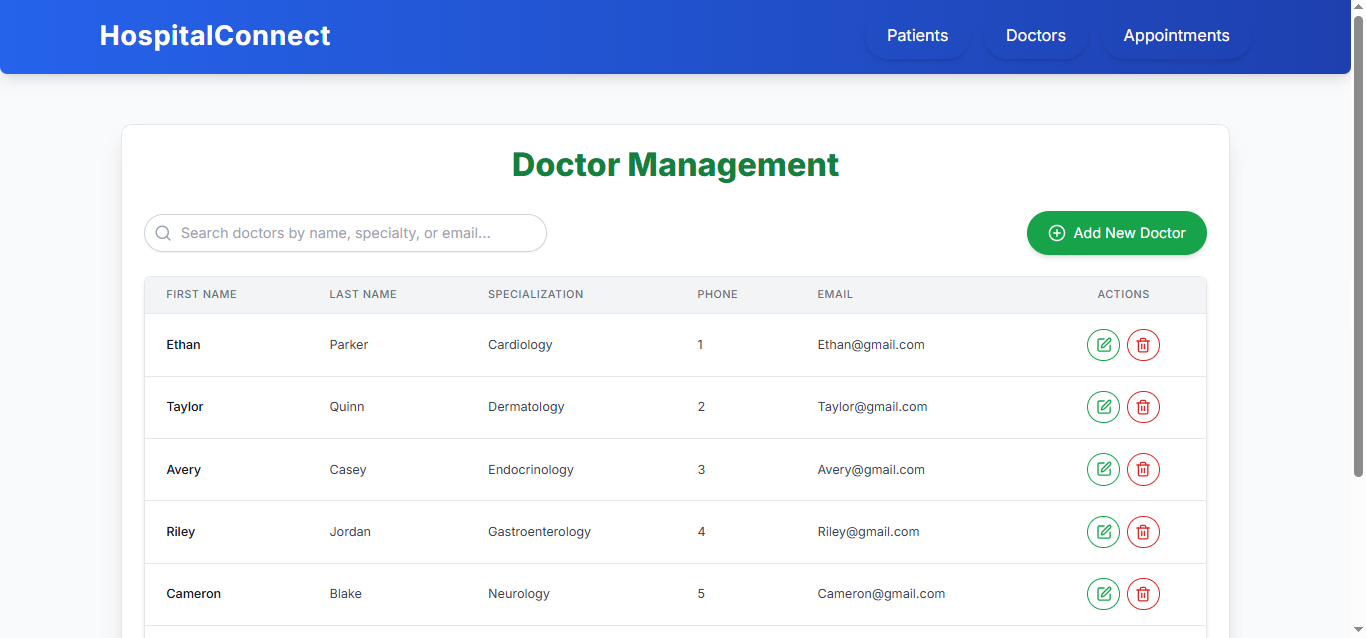 HospitalConnect Patients Doctors Appointments
Doctor Management
Search doctors by name, specialty, or email... Add New Doctor
FIRST NAME LAST NAME SPECIALIZATION PHONE EMAIL ACTIONS
Ethan Parker Cardiology 1 Ethan@gmail.com
Taylor Quinn Dermatology 2 Taylor@gmail.com
Avery Casey Endocrinology 3 Avery@gmail.com
Riley Jordan Gastroenterology 4 Riley@gmail.com
Cameron Blake Neurology 5 Cameron@gmail.com